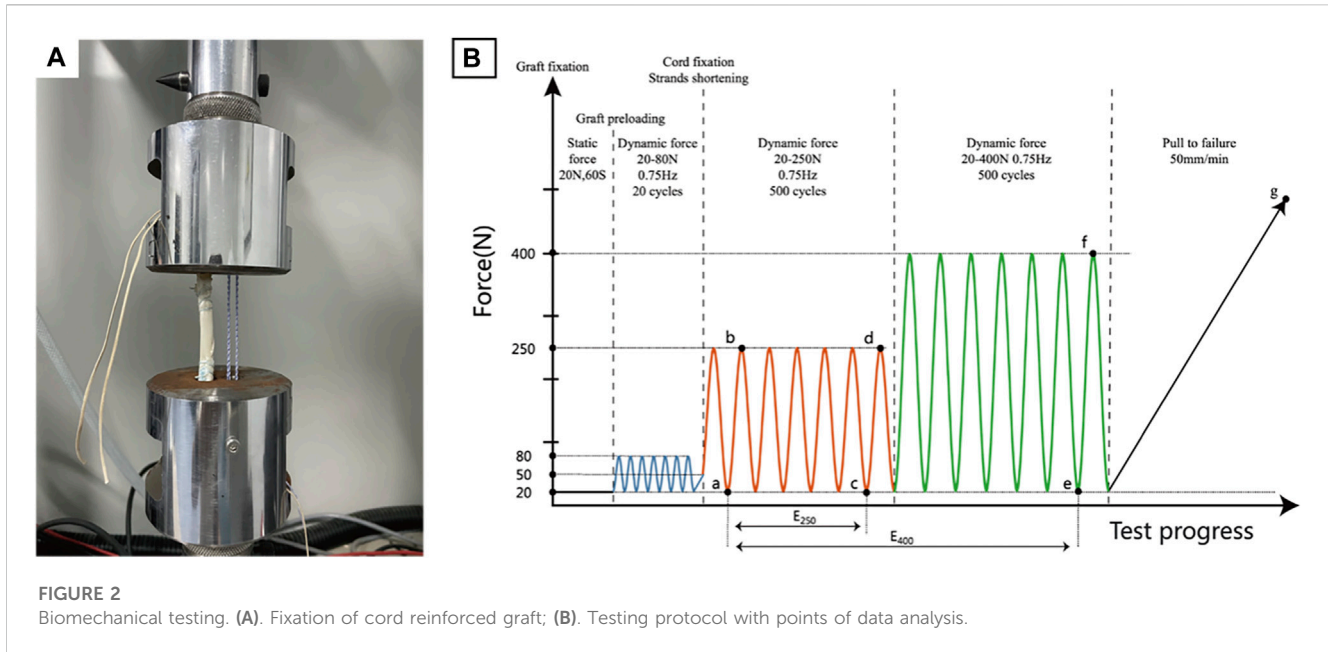 A
B
Graft fixation
Cord fixation
Strands shortening
Graft preloading
Static
force
20N,60S
Dynamic force
20-80N
0.75Hz
20 cycles
Dynamic force
20-250N
0.75Hz
500 cycles
Dynamic force
20-400N 0.75Hz
500 cycles
Pull to failure
50mm/min
Force(N)
400
250
80
50
20
a
b
c
d
e
f
g
E250
E400
Test progress
FIGURE 2
Biomechanical testing. (A). Fixation of cord reinforced graft; (B). Testing protocol with points of data analysis.